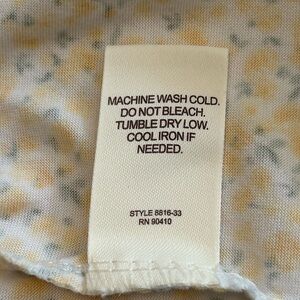 MACHINE WASH COLD.
DO NOT BLEACH.
TUMBLE DRY LOW.
COOL IRON IF
NEEDED.
STYLE 8816-33
RN 90410